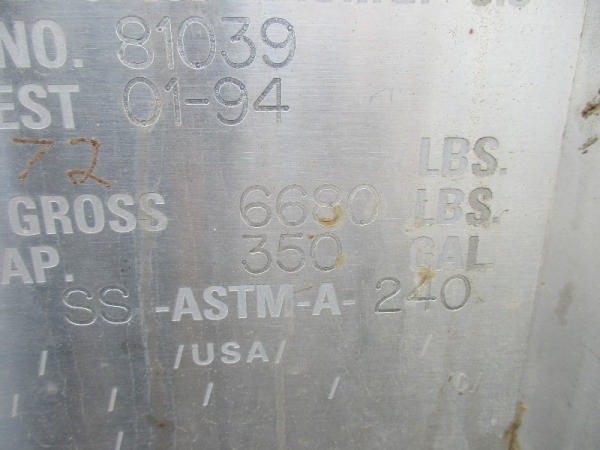 NO. 81039
EST 01-94
72 LBS.
GROSS 6680 LBS.
AP. 350 GAL
SS -ASTM-A- 240
/ /USA/ /
/ / / / / C/
/